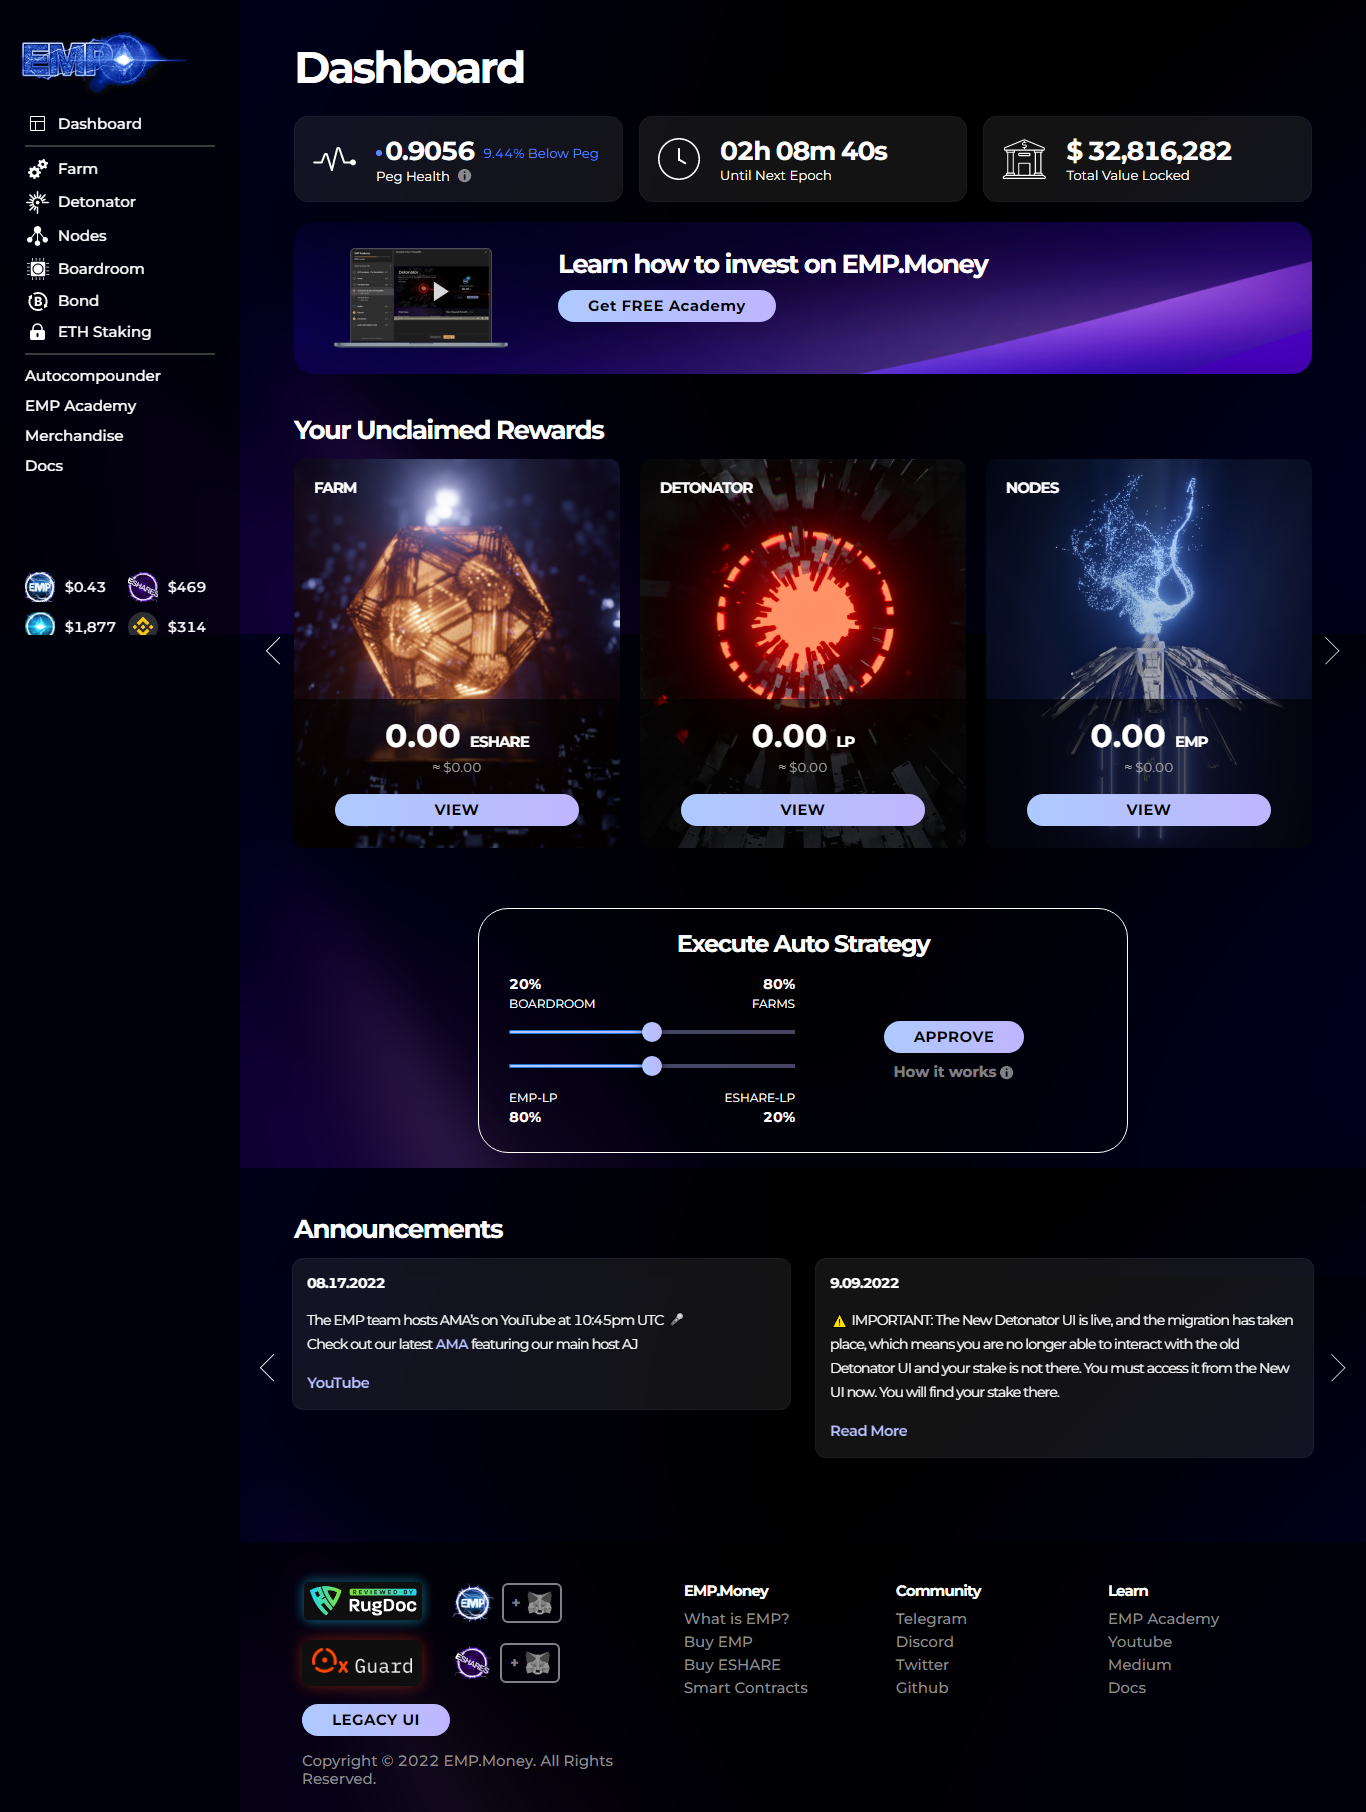 EMP
Dashboard
Farm
Detonator
Nodes
Boardroom
Bond
ETH Staking
Autocompounder
EMP Academy
Merchandise
Docs
EMP $0.43 ESHARES $469
$1,877 $314
Dashboard
0.9056 9.44% Below Peg
Peg Health
02h 08m 40s
Until Next Epoch
$ 32,816,282
Total Value Locked
Detonator
Learn how to invest on EMP.Money
Get FREE Academy
Your Unclaimed Rewards
FARM
0.00 ESHARE
≈ $0.00
VIEW
DETONATOR
0.00 LP
≈ $0.00
VIEW
NODES
0.00 EMP
≈ $0.00
VIEW
Execute Auto Strategy
20% 80%
BOARDROOM FARMS
EMP-LP ESHARE-LP
80% 20%
APPROVE
How it works
Announcements
08.17.2022
The EMP team hosts AMA's on YouTube at 10:45pm UTC 🎤
Check out our latest AMA featuring our main host AJ
YouTube
9.09.2022
⚠️ IMPORTANT: The New Detonator UI is live, and the migration has taken
place, which means you are no longer able to interact with the old
Detonator UI and your stake is not there. You must access it from the New
UI now. You will find your stake there.
Read More
REVIEWED BY
RugDoc
EMP +
0x Guard
ESHARES +
LEGACY UI
Copyright © 2022 EMP.Money. All Rights
Reserved.
EMP.Money
What is EMP?
Buy EMP
Buy ESHARE
Smart Contracts
Community
Telegram
Discord
Twitter
Github
Learn
EMP Academy
Youtube
Medium
Docs